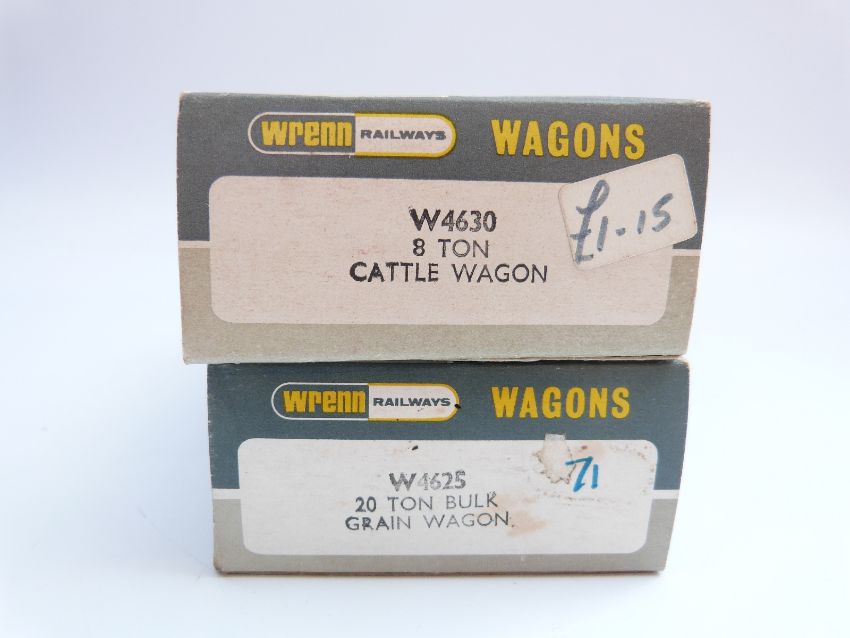 Wrenn RAILWAYS WAGONS
W4630
8 TON
CATTLE WAGON
£1-15
Wrenn RAILWAYS WAGONS
W4625
20 TON BULK
GRAIN WAGON.
71